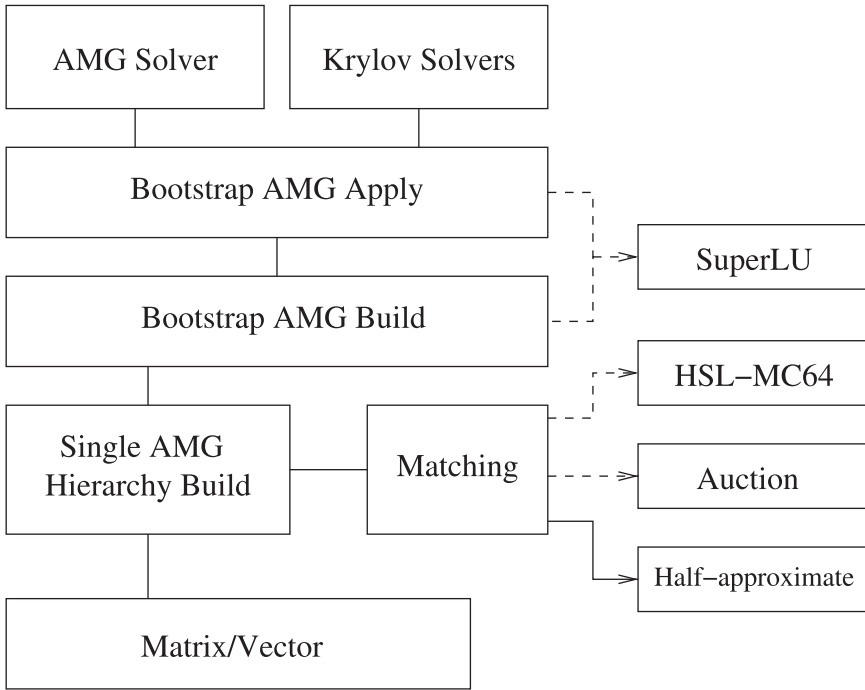 AMG Solver
Krylov Solvers
Bootstrap AMG Apply
SuperLU
Bootstrap AMG Build
HSL−MC64
Single AMG
Hierarchy Build
Matching
Auction
Half−approximate
Matrix/Vector